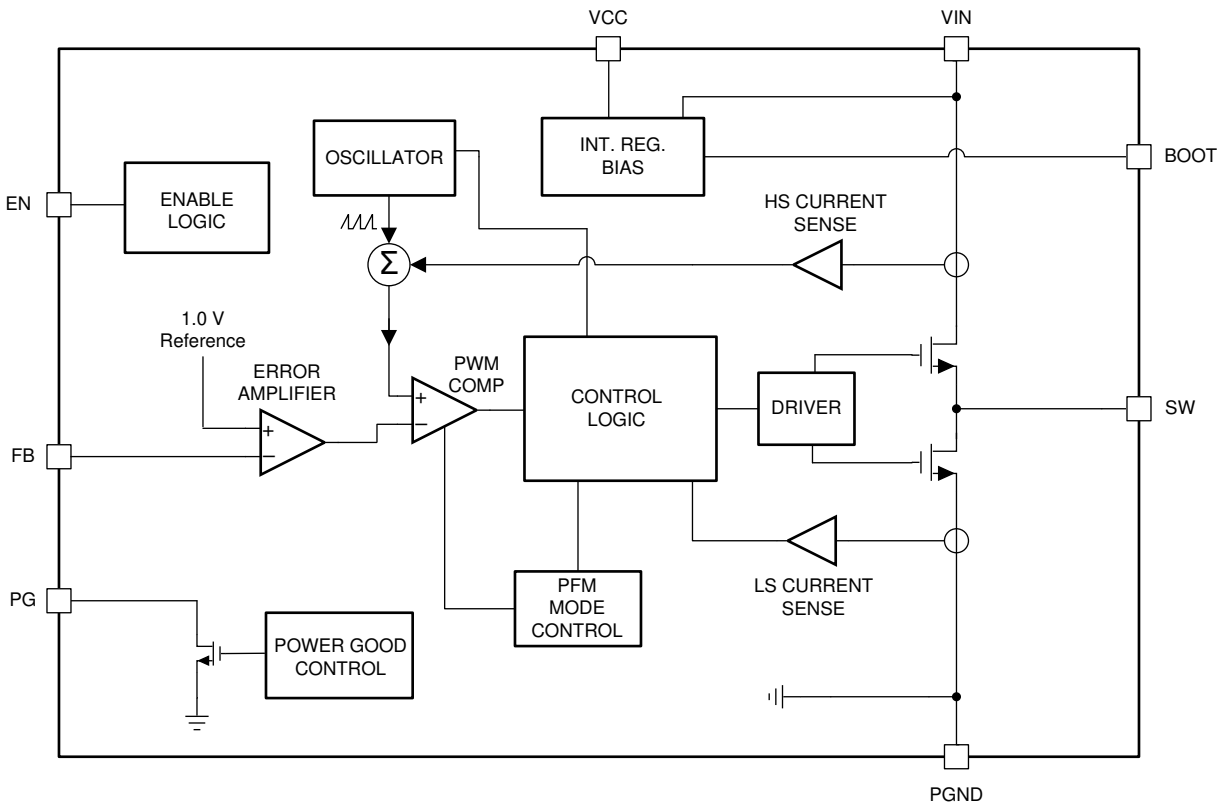 VCC
VIN
INT. REG.
BIAS
OSCILLATOR
BOOT
EN
ENABLE
LOGIC
HS CURRENT
SENSE
Σ
1.0 V
Reference
ERROR
AMPLIFIER
PWM
COMP
CONTROL
LOGIC
DRIVER
SW
+
−
+
−
FB
LS CURRENT
SENSE
PFM
MODE
CONTROL
PG
POWER GOOD
CONTROL
PGND